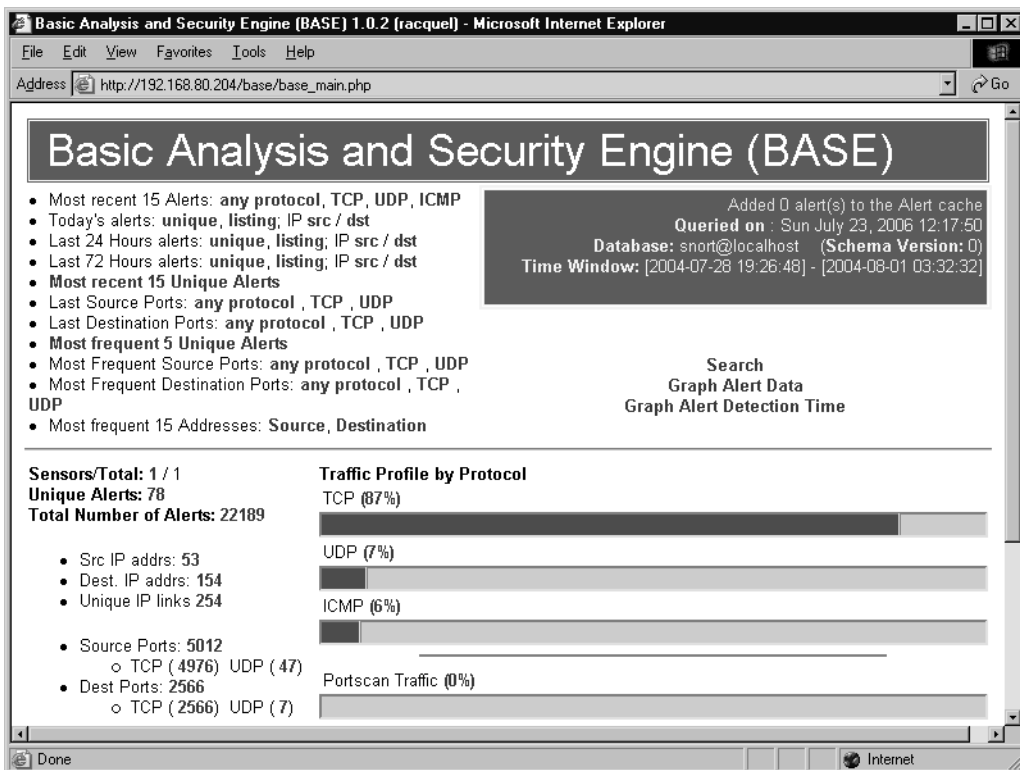 Basic Analysis and Security Engine (BASE) 1.0.2 (racquel) - Microsoft Internet Explorer
File Edit View Favorites Tools Help
Address http://192.168.80.204/base/base_main.php Go
Basic Analysis and Security Engine (BASE)
• Most recent 15 Alerts: any protocol, TCP, UDP, ICMP
• Today's alerts: unique, listing; IP src / dst
• Last 24 Hours alerts: unique, listing; IP src / dst
• Last 72 Hours alerts: unique, listing; IP src / dst
• Most recent 15 Unique Alerts
• Last Source Ports: any protocol , TCP , UDP
• Last Destination Ports: any protocol , TCP , UDP
• Most frequent 5 Unique Alerts
• Most Frequent Source Ports: any protocol , TCP , UDP
• Most Frequent Destination Ports: any protocol , TCP ,
UDP
• Most frequent 15 Addresses: Source, Destination
Added 0 alert(s) to the Alert cache
Queried on : Sun July 23, 2006 12:17:50
Database: snort@localhost (Schema Version: 0)
Time Window: [2004-07-28 19:26:48] - [2004-08-01 03:32:32]
Search
Graph Alert Data
Graph Alert Detection Time
Sensors/Total: 1 / 1
Unique Alerts: 78
Total Number of Alerts: 22189
• Src IP addrs: 53
• Dest. IP addrs: 154
• Unique IP links 254
• Source Ports: 5012
o TCP ( 4976) UDP ( 47)
• Dest Ports: 2566
o TCP ( 2566) UDP ( 7)
Traffic Profile by Protocol
TCP (87%)
UDP (7%)
ICMP (6%)
Portscan Traffic (0%)
Done
Internet